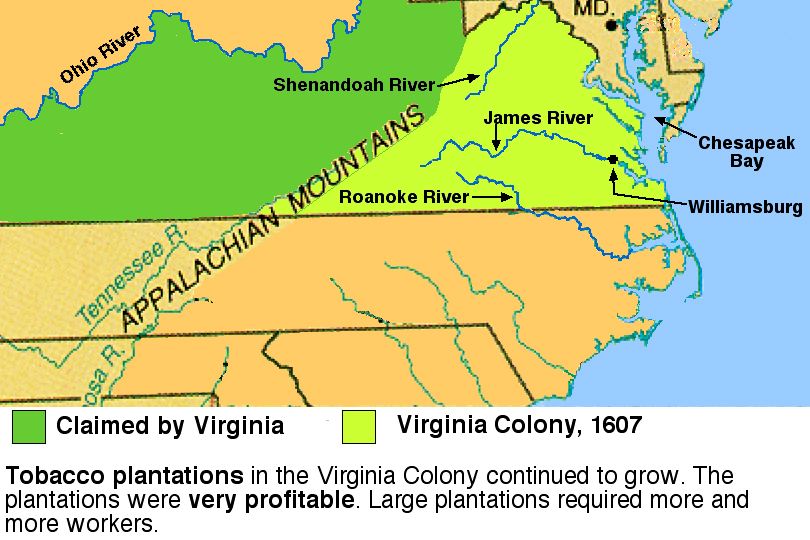 MD.
Ohio River
Shenandoah River
James River
Chesapeak
Bay
APPALACHIAN MOUNTAINS
Roanoke River
Williamsburg
Tennessee R.
osa R.
Claimed by Virginia
Virginia Colony, 1607
Tobacco plantations in the Virginia Colony continued to grow. The
plantations were very profitable. Large plantations required more and
more workers.